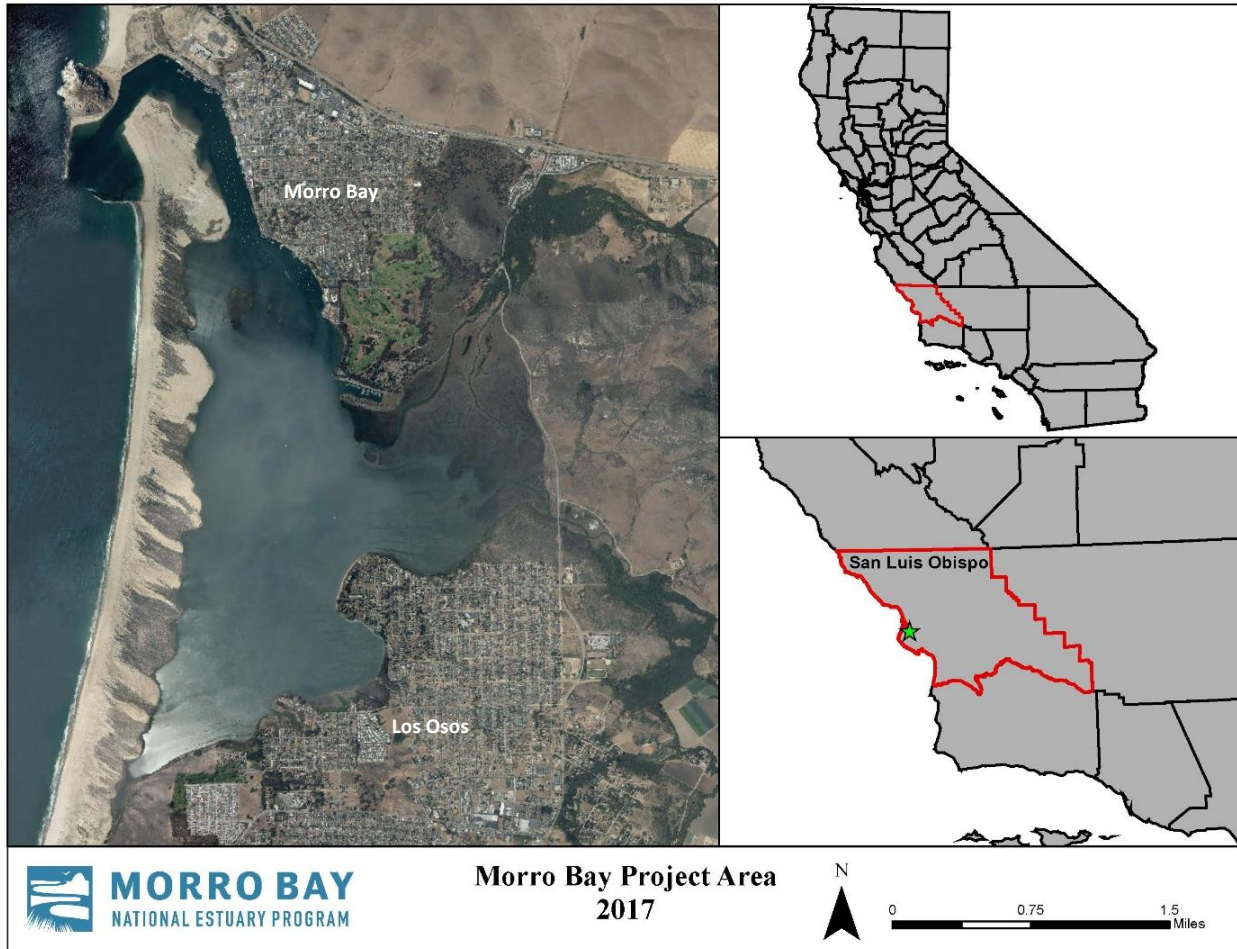 Morro Bay
Los Osos
San Luis Obispo
MORRO BAY
NATIONAL ESTUARY PROGRAM
Morro Bay Project Area
2017
N
0 0.75 1.5
Miles